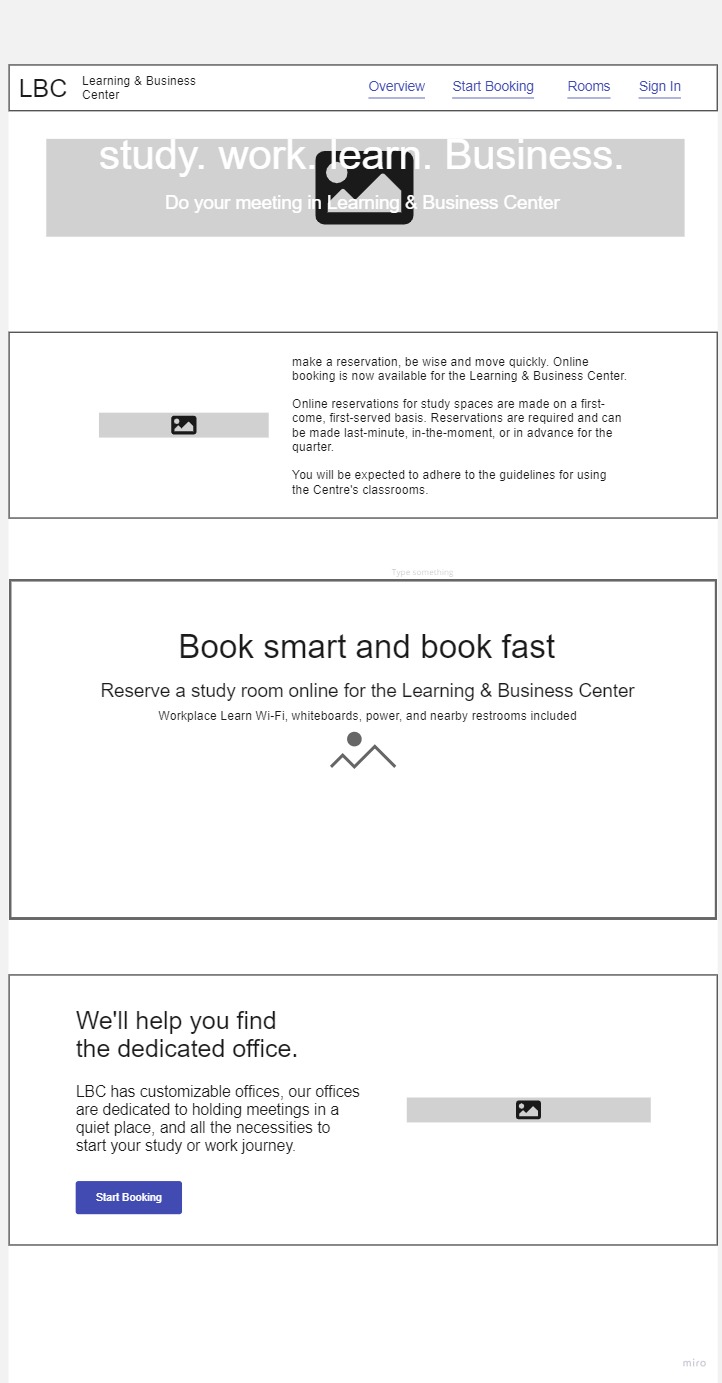 LBC
Learning & Business
Center
Overview
Start Booking
Rooms
Sign In
study. work. learn. Business.
Do your meeting in Learning & Business Center
make a reservation, be wise and move quickly. Online
booking is now available for the Learning & Business Center.
Online reservations for study spaces are made on a first-
come, first-served basis. Reservations are required and can
be made last-minute, in-the-moment, or in advance for the
quarter.
You will be expected to adhere to the guidelines for using
the Centre's classrooms.
Type something
Book smart and book fast
Reserve a study room online for the Learning & Business Center
Workplace Learn Wi-Fi, whiteboards, power, and nearby restrooms included
We'll help you find
the dedicated office.
LBC has customizable offices, our offices
are dedicated to holding meetings in a
quiet place, and all the necessities to
start your study or work journey.
Start Booking
miro